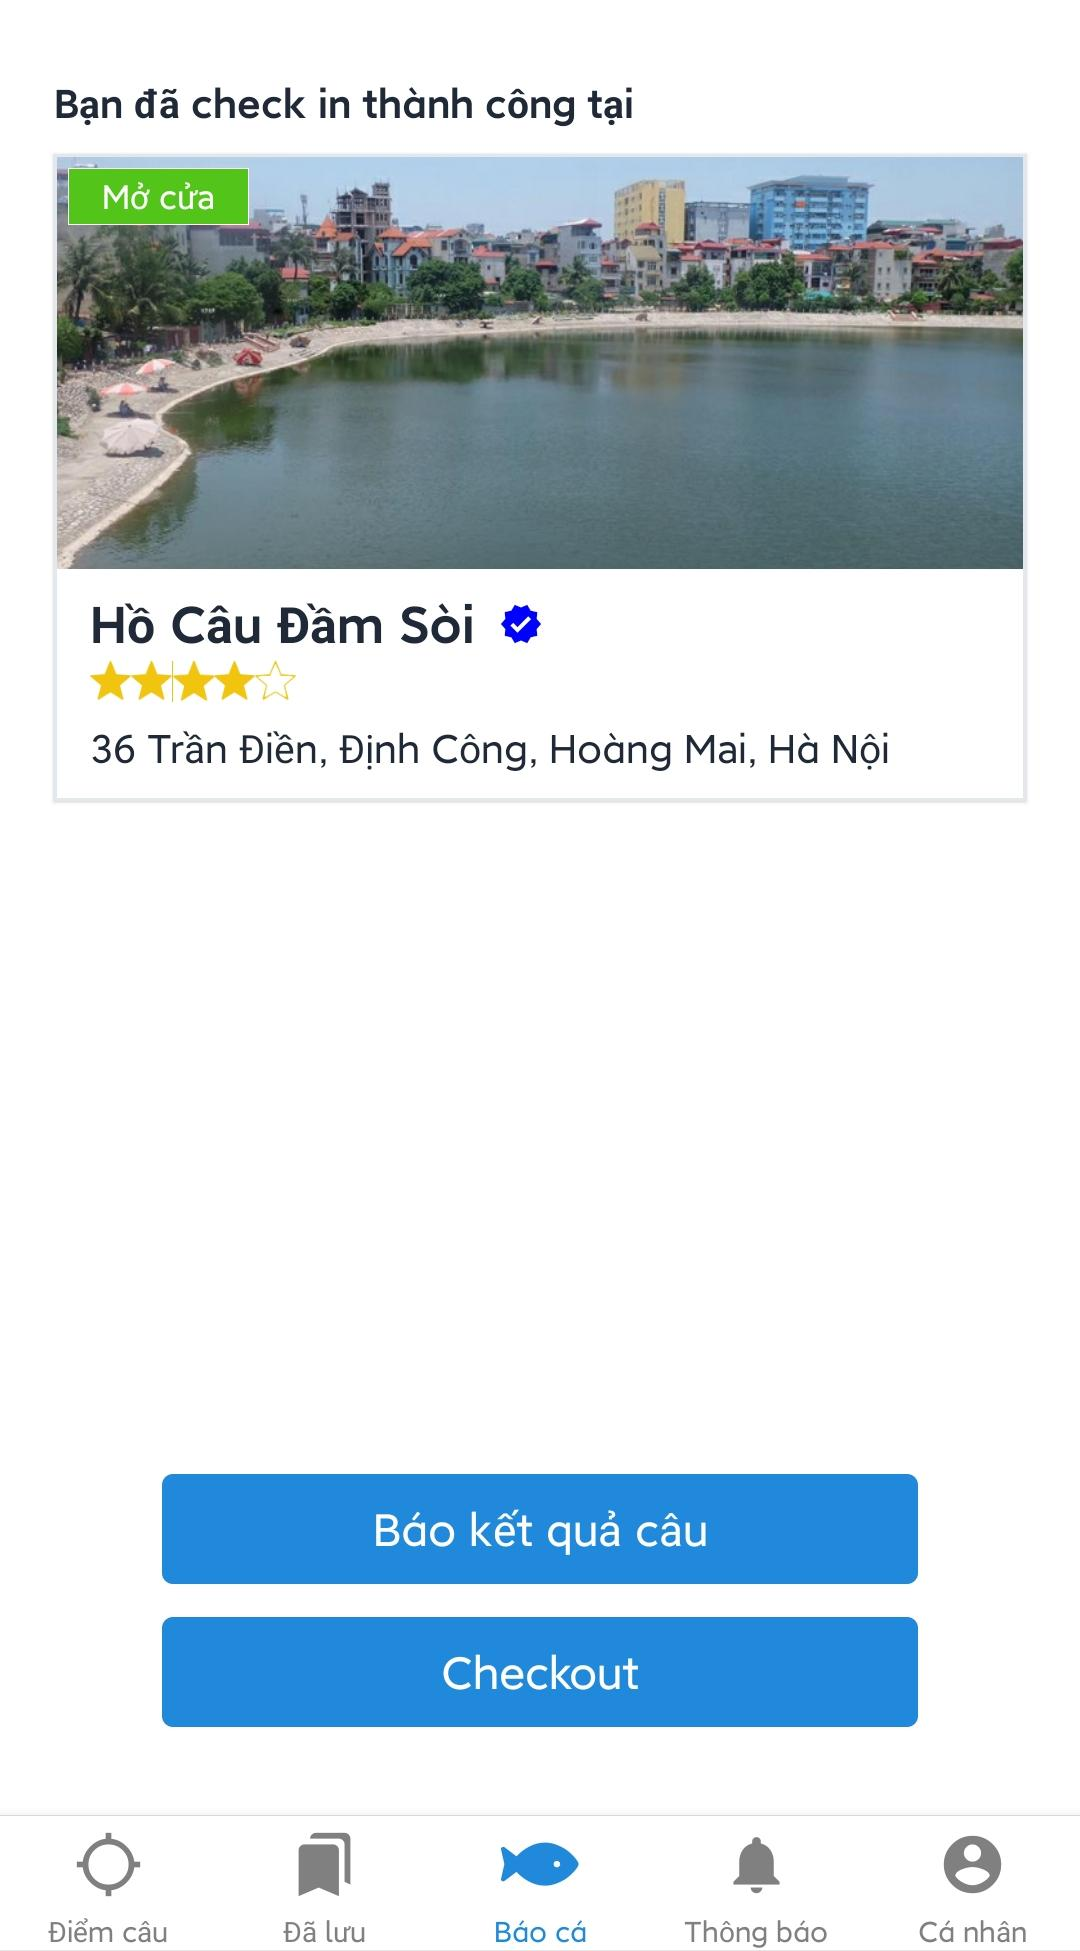 Bạn đã check in thành công tại
Mở cửa
Hồ Câu Đầm Sòi
36 Trần Điền, Định Công, Hoàng Mai, Hà Nội
Báo kết quả câu
Checkout
Điểm câu
Đã lưu
Báo cá
Thông báo
Cá nhân